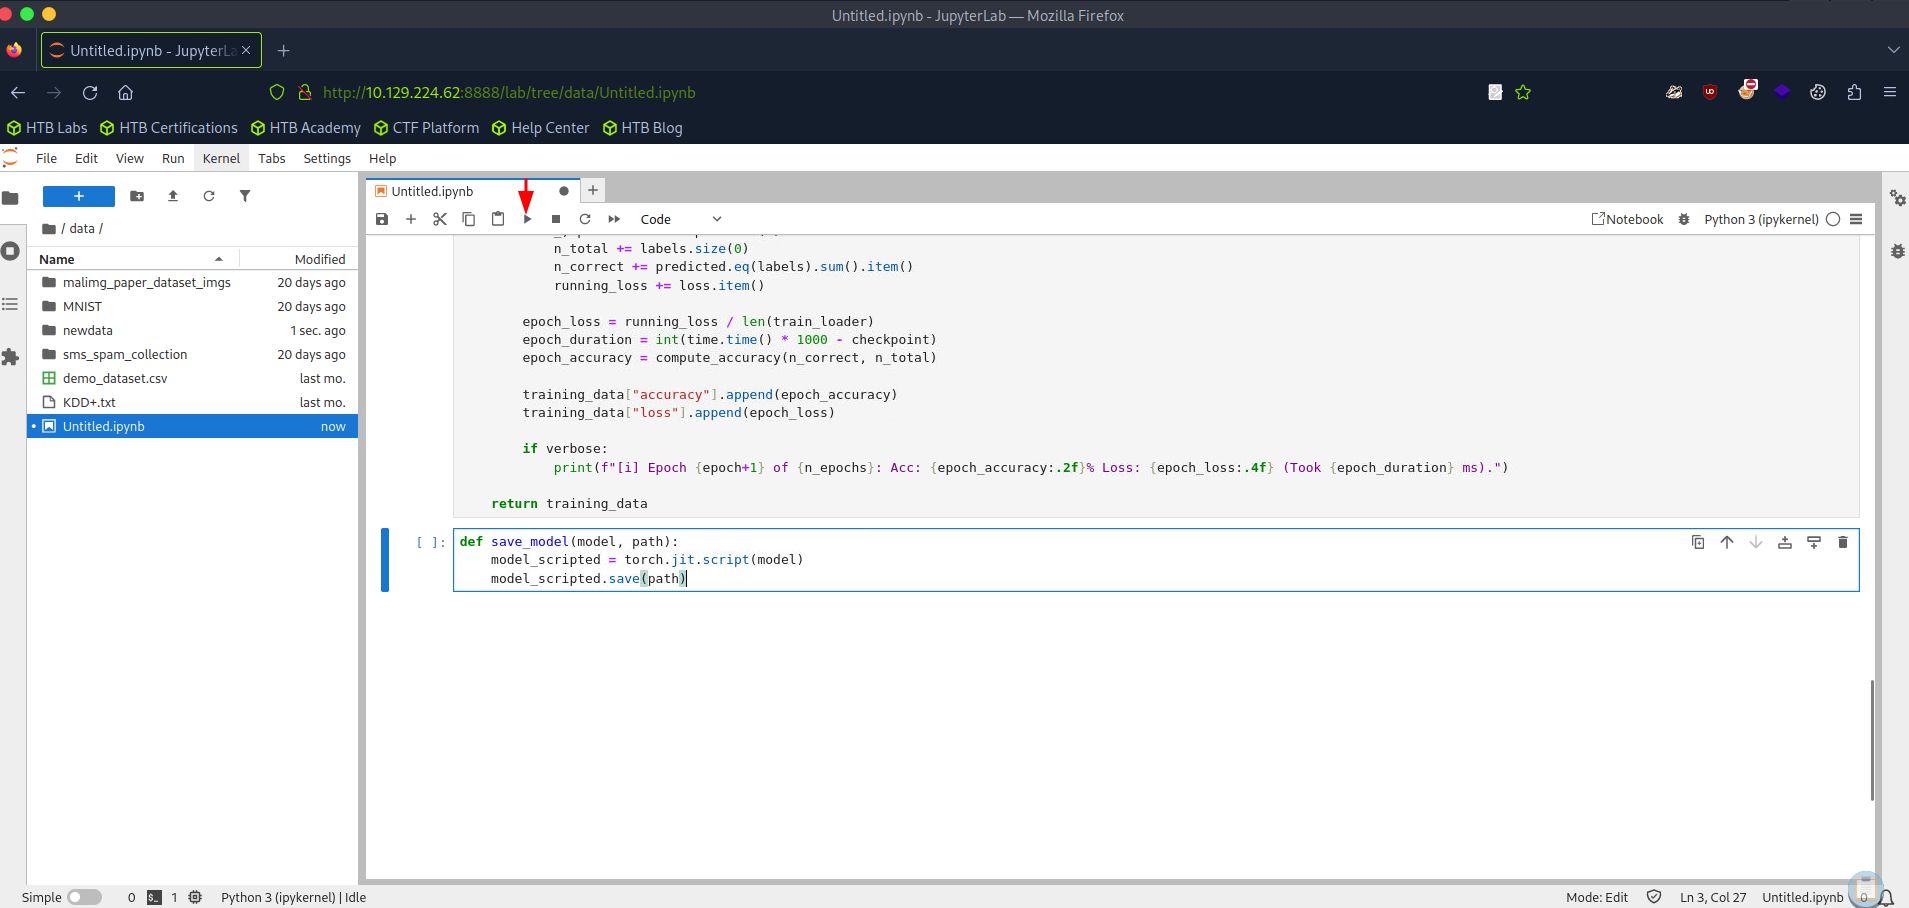 Untitled.ipynb - JupyterLab — Mozilla Firefox
Untitled.ipynb - JupyterLa
http://10.129.224.62:8888/lab/tree/data/Untitled.ipynb
HTB Labs HTB Certifications HTB Academy CTF Platform Help Center HTB Blog
File Edit View Run Kernel Tabs Settings Help
/ data /
Name Modified
malimg_paper_dataset_imgs 20 days ago
MNIST 20 days ago
newdata 1 sec. ago
sms_spam_collection 20 days ago
demo_dataset.csv last mo.
KDD+.txt last mo.
Untitled.ipynb now
Untitled.ipynb
Code Notebook Python 3 (ipykernel)
n_total += labels.size(0)
n_correct += predicted.eq(labels).sum().item()
running_loss += loss.item()
epoch_loss = running_loss / len(train_loader)
epoch_duration = int(time.time() * 1000 - checkpoint)
epoch_accuracy = compute_accuracy(n_correct, n_total)
training_data["accuracy"].append(epoch_accuracy)
training_data["loss"].append(epoch_loss)
if verbose:
print(f"[i] Epoch {epoch+1} of {n_epochs}: Acc: {epoch_accuracy:.2f}% Loss: {epoch_loss:.4f} (Took {epoch_duration} ms).")
return training_data
[ ]: def save_model(model, path):
model_scripted = torch.jit.script(model)
model_scripted.save(path)
Simple 0 $_ 1 Python 3 (ipykernel) | Idle Mode: Edit Ln 3, Col 27 Untitled.ipynb 0